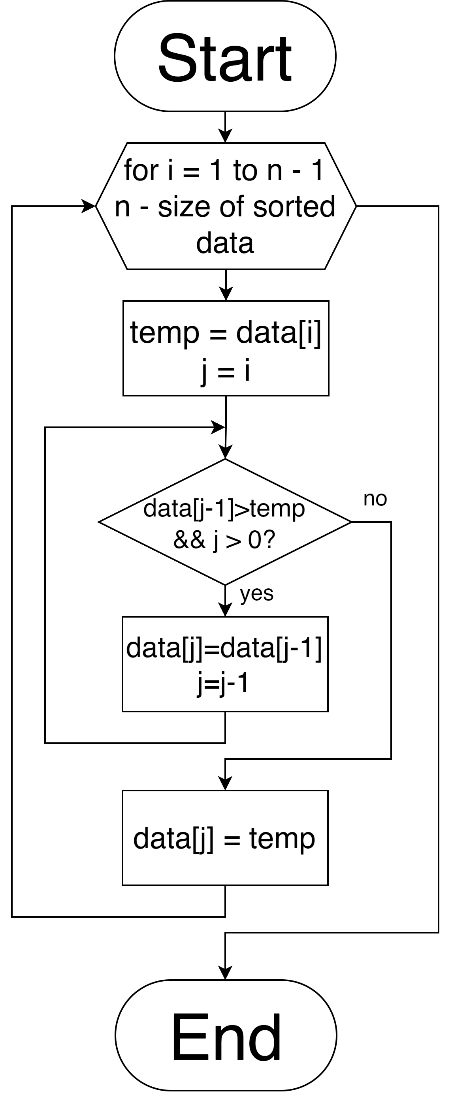 Start
for i = 1 to n - 1
n - size of sorted
data
temp = data[i]
j = i
data[j-1]>temp
&& j > 0?
no
yes
data[j]=data[j-1]
j=j-1
data[j] = temp
End